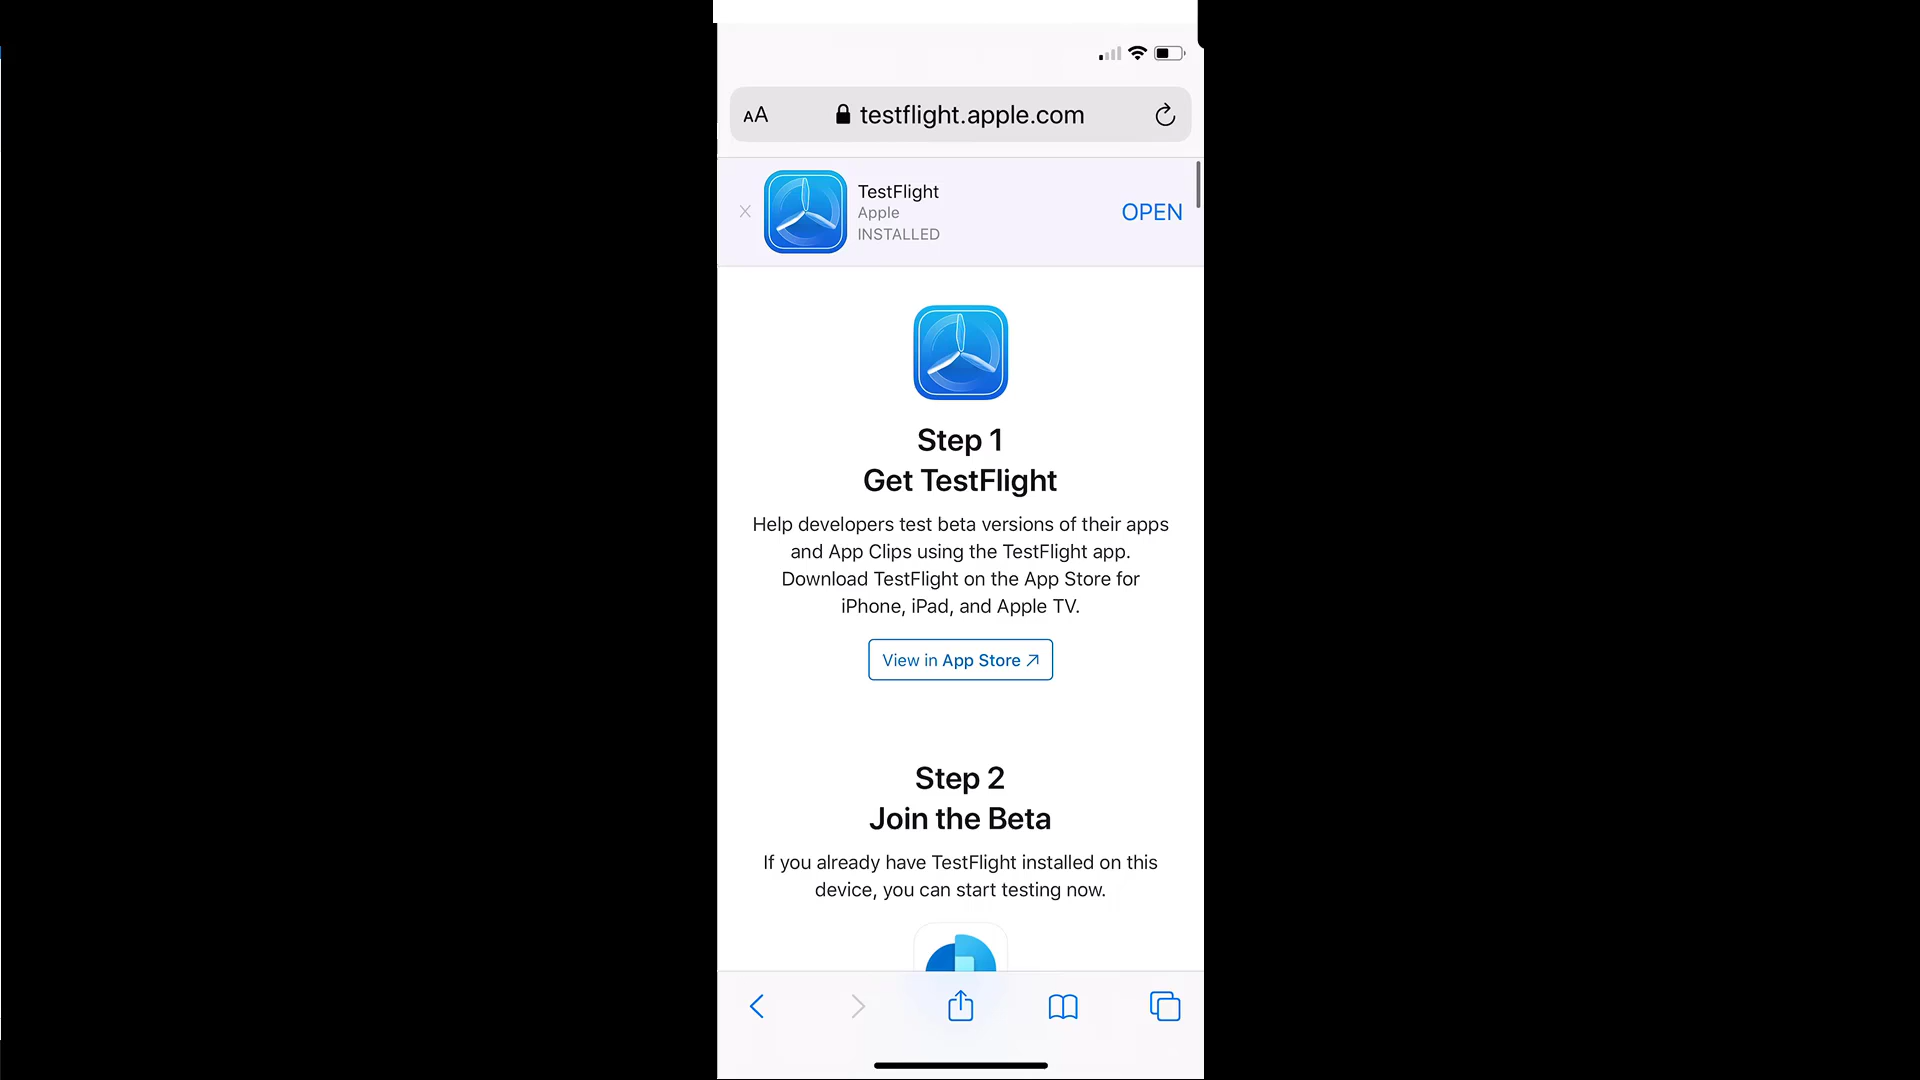 AA testflight.apple.com
TestFlight
Apple
INSTALLED
OPEN
Step 1
Get TestFlight
Help developers test beta versions of their apps
and App Clips using the TestFlight app.
Download TestFlight on the App Store for
iPhone, iPad, and Apple TV.
View in App Store
Step 2
Join the Beta
If you already have TestFlight installed on this
device, you can start testing now.